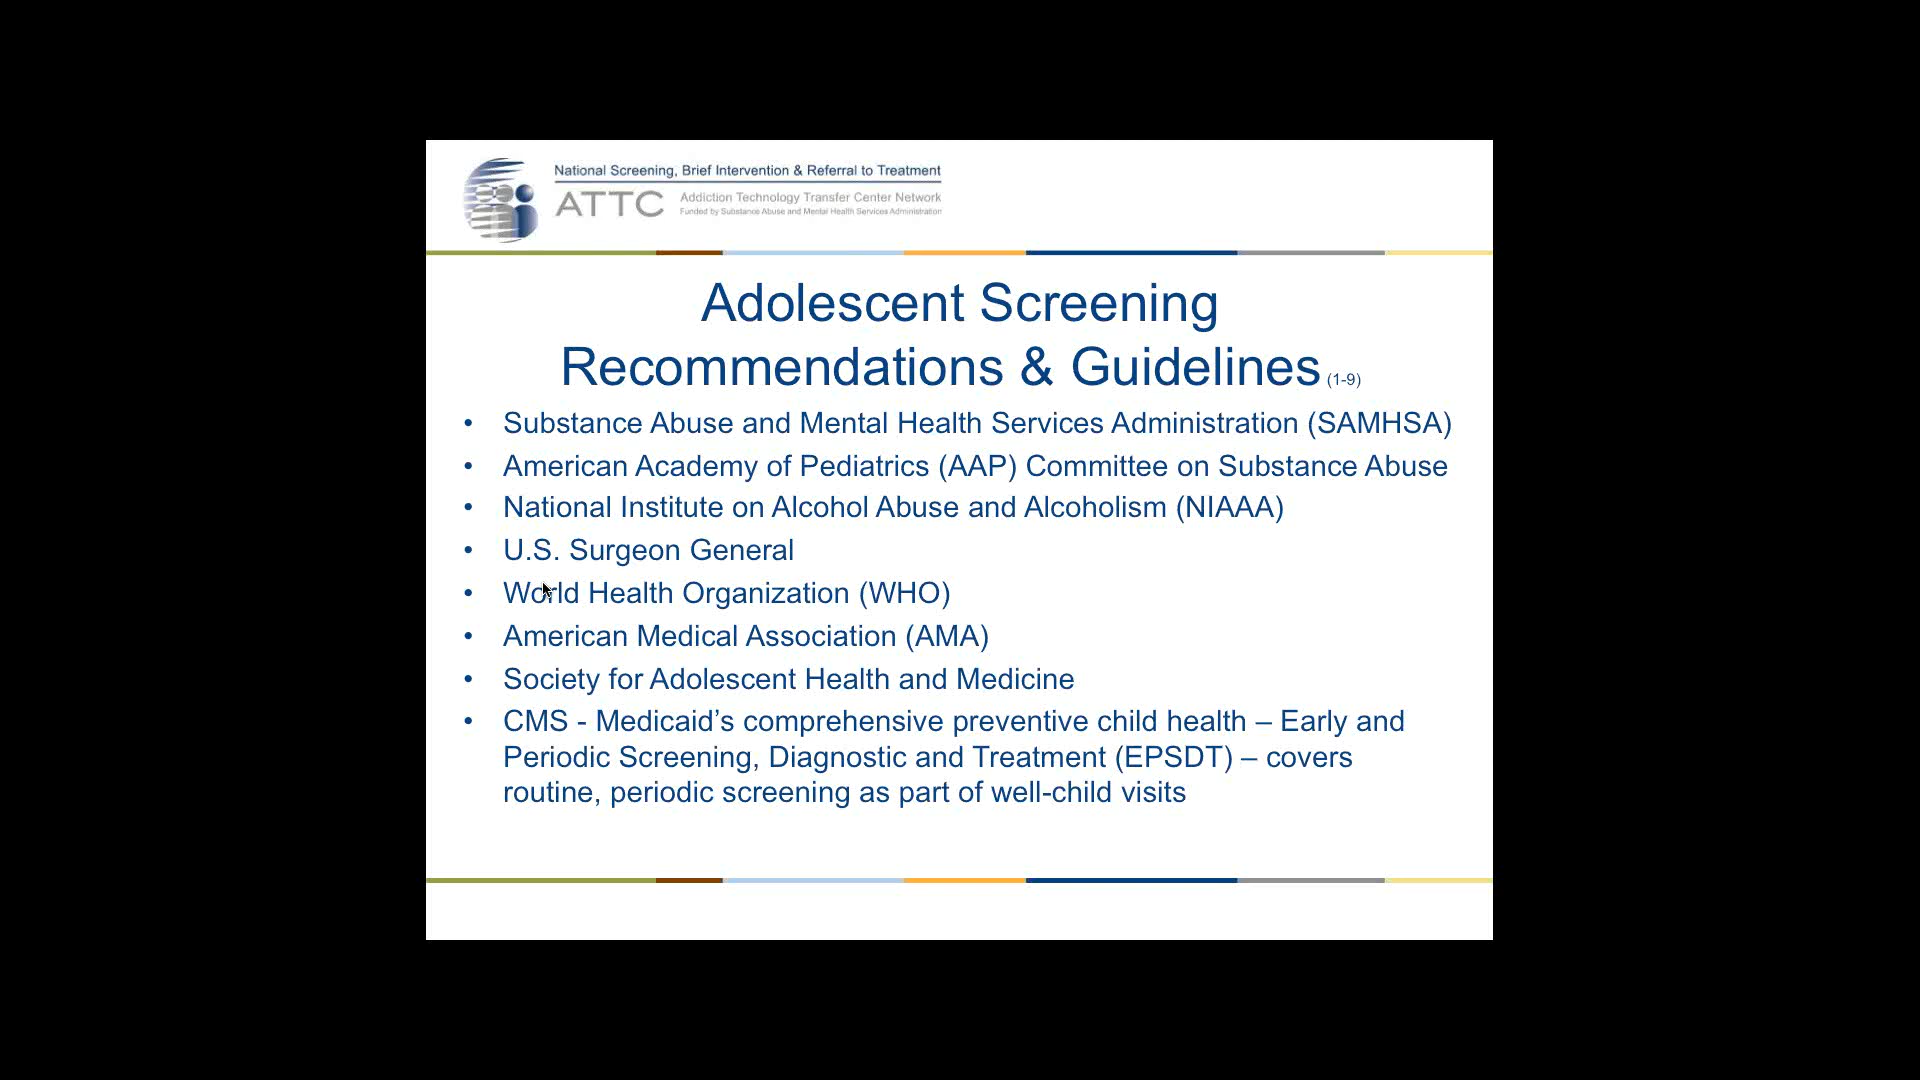 National Screening, Brief Intervention & Referral to Treatment
ATTC Addiction Technology Transfer Center Network
Funded by Substance Abuse and Mental Health Services Administration
Adolescent Screening
Recommendations & Guidelines (1-9)
• Substance Abuse and Mental Health Services Administration (SAMHSA)
• American Academy of Pediatrics (AAP) Committee on Substance Abuse
• National Institute on Alcohol Abuse and Alcoholism (NIAAA)
• U.S. Surgeon General
• World Health Organization (WHO)
• American Medical Association (AMA)
• Society for Adolescent Health and Medicine
• CMS - Medicaid’s comprehensive preventive child health – Early and
Periodic Screening, Diagnostic and Treatment (EPSDT) – covers
routine, periodic screening as part of well-child visits